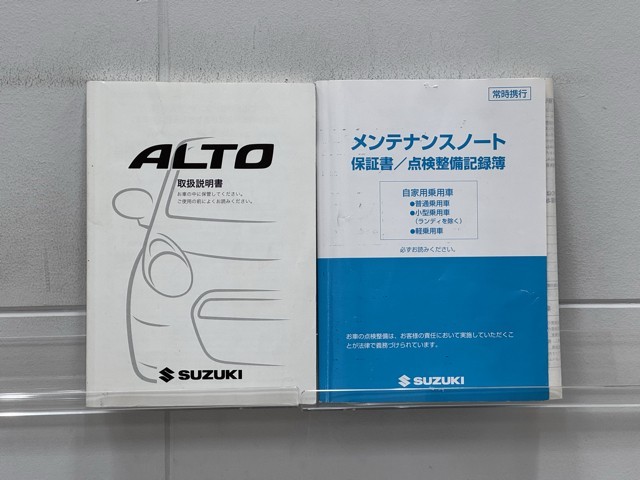 ALTO
取扱説明書
お車の中に保管してください。
ご使用の前によくお読みください。
SUZUKI
常時携行
メンテナンスノート
保証書／点検整備記録簿
自家用乗用車
●普通乗用車
●小型乗用車
（ランディを除く）
●軽乗用車
必ずお読みください。
お車の点検整備は、お客様の責任において実施していただくこ
とが法律で義務づけられています。
SUZUKI